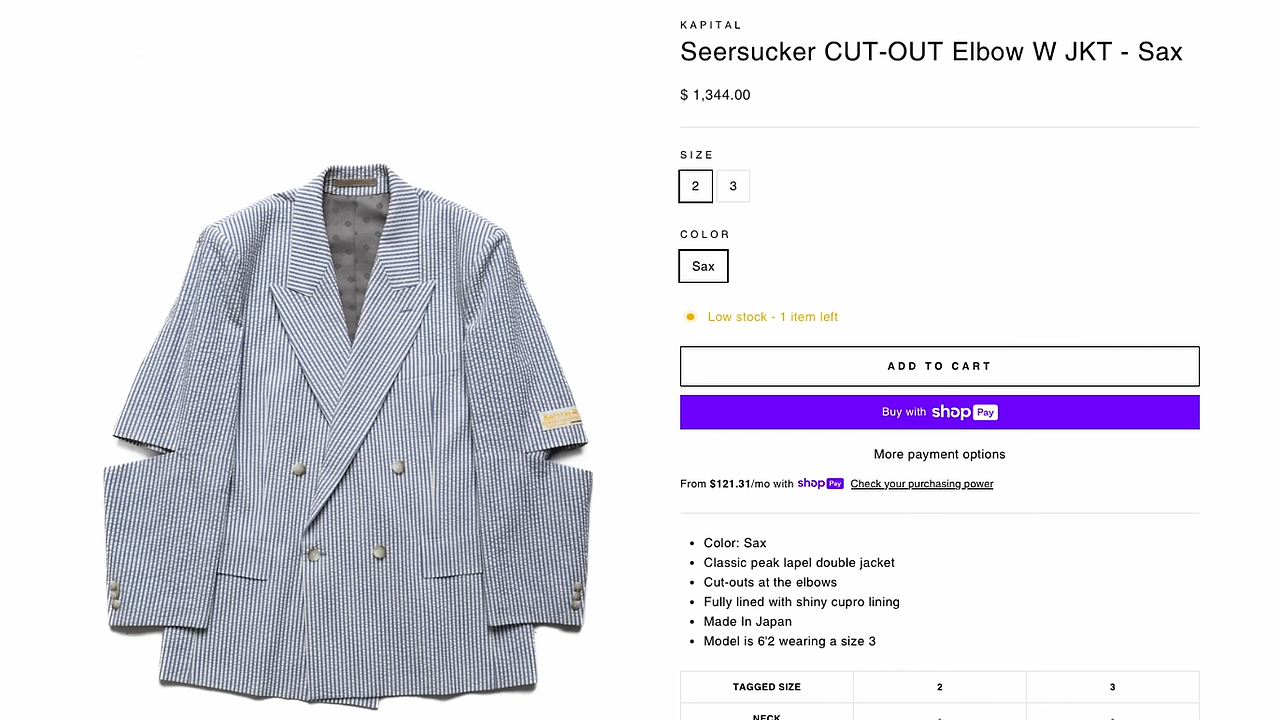 KAPITAL
Seersucker CUT-OUT Elbow W JKT - Sax
$ 1,344.00
SIZE
2 3
COLOR
Sax
Low stock - 1 item left
ADD TO CART
Buy with shop Pay
More payment options
From $121.31/mo with shop Pay Check your purchasing power
Color: Sax
Classic peak lapel double jacket
Cut-outs at the elbows
Fully lined with shiny cupro lining
Made In Japan
Model is 6'2 wearing a size 3
TAGGED SIZE 2 3
NECK - -